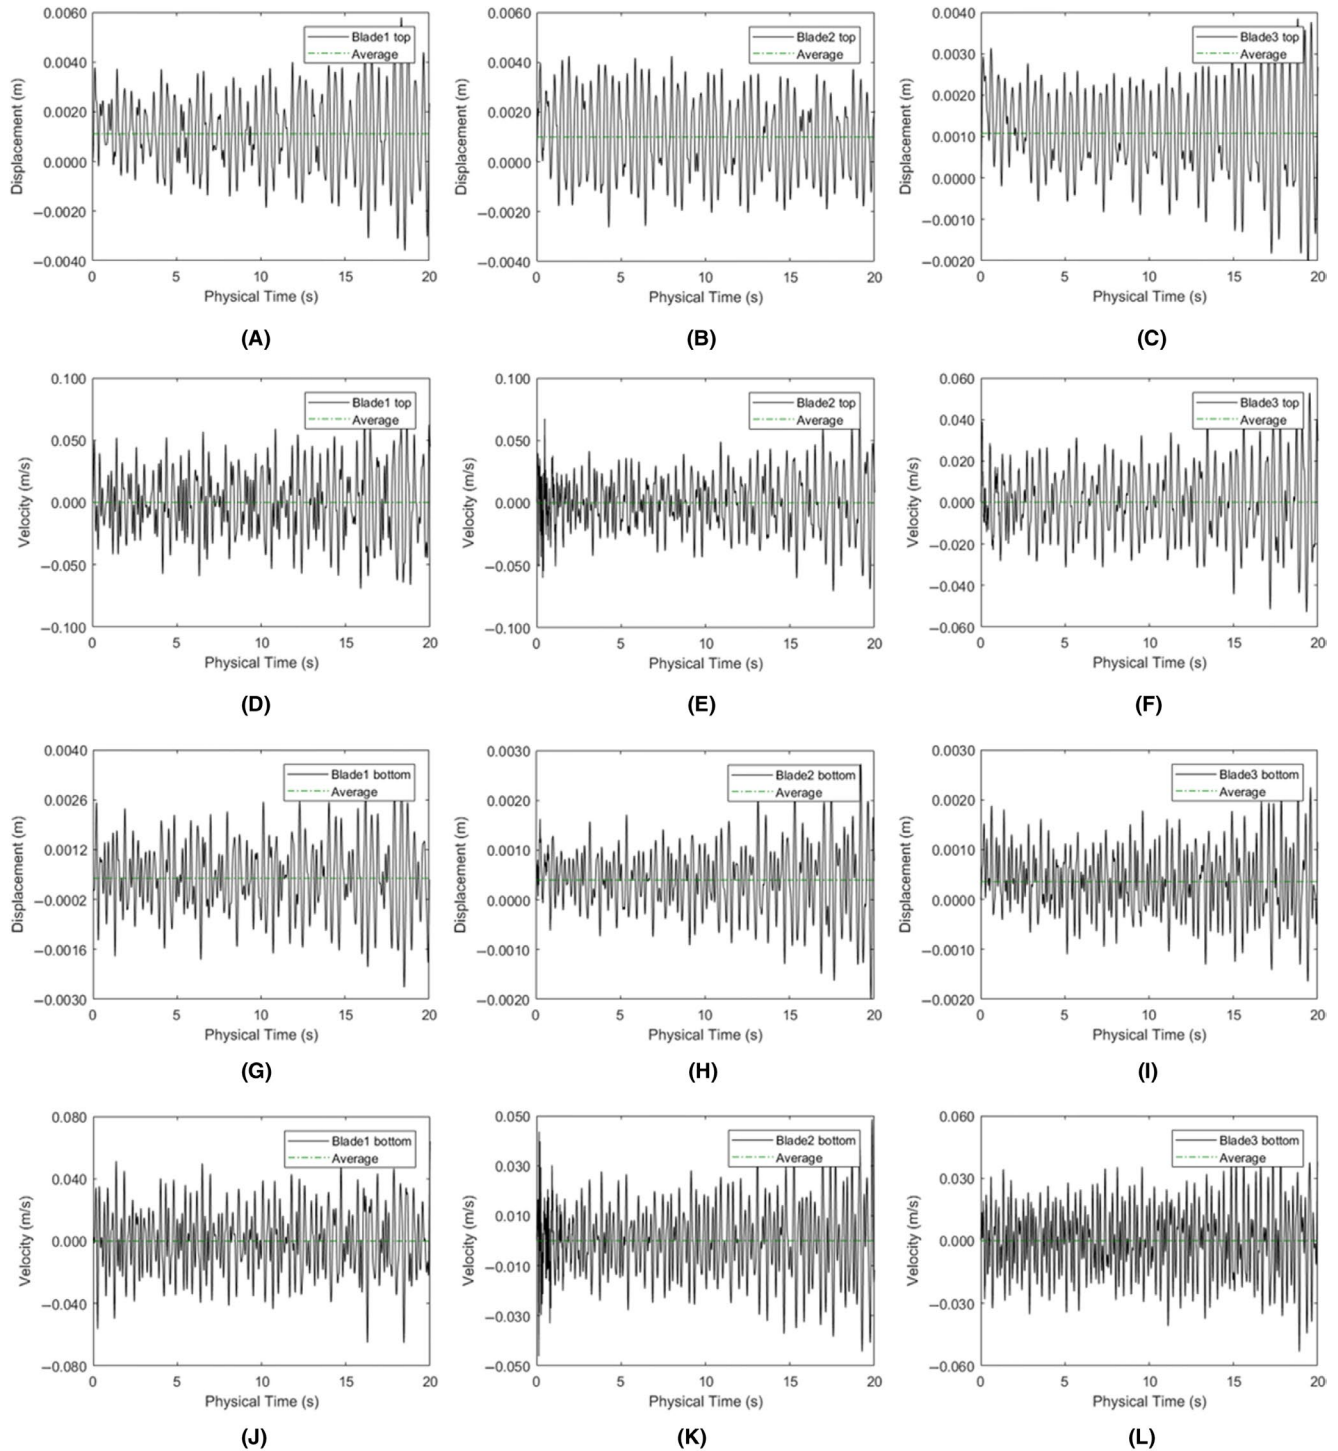 0.0060
0.0040
0.0020
0.0000
−0.0020
−0.0040
Displacement (m)
Blade1 top
Average
0 5 10 15 20
Physical Time (s)
(A)
0.0060
0.0040
0.0020
0.0000
−0.0020
−0.0040
Displacement (m)
Blade2 top
Average
0 5 10 15 20
Physical Time (s)
(B)
0.0040
0.0030
0.0020
0.0010
0.0000
−0.0010
−0.0020
Displacement (m)
Blade3 top
Average
0 5 10 15 20
Physical Time (s)
(C)
0.100
0.050
0.000
−0.050
−0.100
Velocity (m/s)
Blade1 top
Average
0 5 10 15 20
Physical Time (s)
(D)
0.100
0.050
0.000
−0.050
−0.100
Velocity (m/s)
Blade2 top
Average
0 5 10 15 20
Physical Time (s)
(E)
0.060
0.040
0.020
0.000
−0.020
−0.040
−0.060
Velocity (m/s)
Blade3 top
Average
0 5 10 15 20
Physical Time (s)
(F)
0.0040
0.0026
0.0012
−0.0002
−0.0016
−0.0030
Displacement (m)
Blade1 bottom
Average
0 5 10 15 20
Physical Time (s)
(G)
0.0030
0.0020
0.0010
0.0000
−0.0010
−0.0020
Displacement (m)
Blade2 bottom
Average
0 5 10 15 20
Physical Time (s)
(H)
0.0030
0.0020
0.0010
0.0000
−0.0010
−0.0020
Displacement (m)
Blade3 bottom
Average
0 5 10 15 20
Physical Time (s)
(I)
0.080
0.040
0.000
−0.040
−0.080
Velocity (m/s)
Blade1 bottom
Average
0 5 10 15 20
Physical Time (s)
(J)
0.050
0.030
0.010
−0.010
−0.030
−0.050
Velocity (m/s)
Blade2 bottom
Average
0 5 10 15 20
Physical Time (s)
(K)
0.060
0.030
0.000
−0.030
−0.060
Velocity (m/s)
Blade3 bottom
Average
0 5 10 15 20
Physical Time (s)
(L)